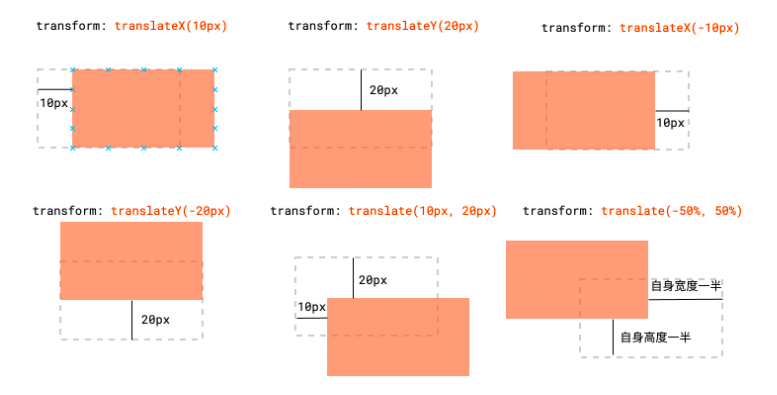 transform: translateX(10px)
transform: translateY(20px)
transform: translateX(-10px)
10px
20px
10px
transform: translateY(-20px)
transform: translate(10px, 20px)
transform: translate(-50%, 50%)
20px
20px
10px
自身宽度一半
自身高度一半